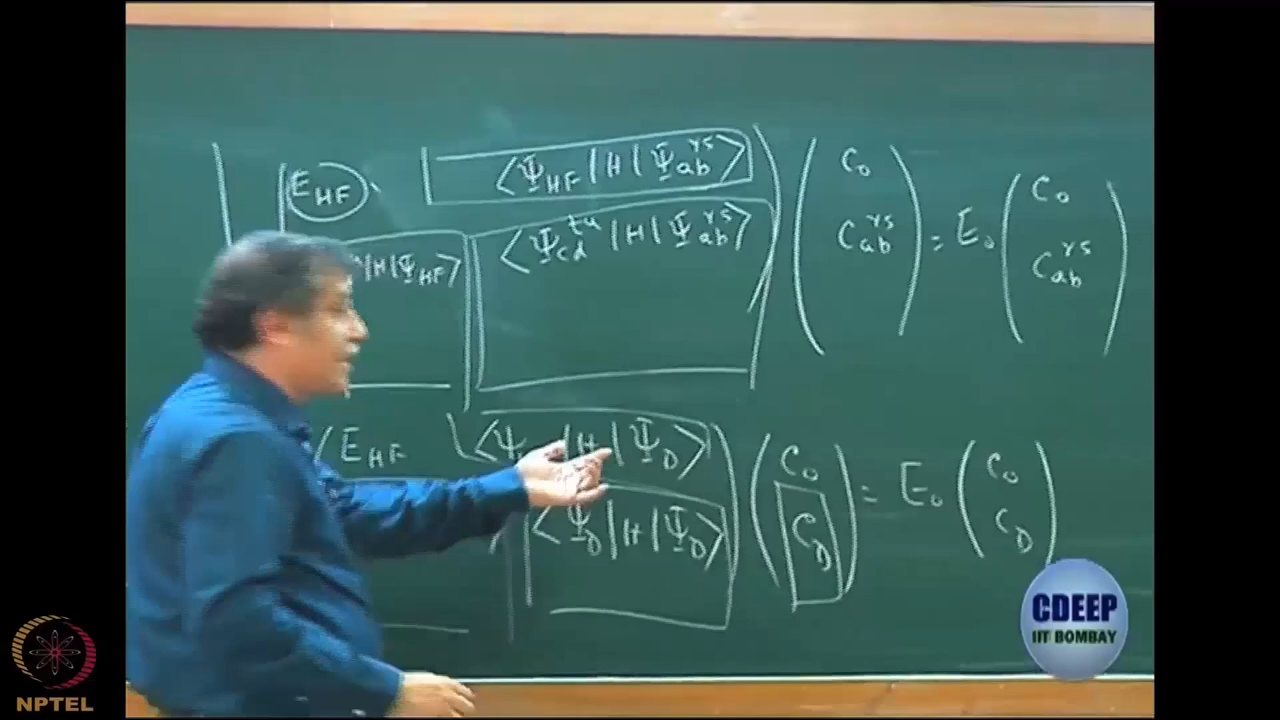 E_HF ⟨Ψ_HF|H|Ψ_ab^rs⟩ ( C_0 ) ( C_0 )
|H|Ψ_HF⟩ ⟨Ψ_cd^tu|H|Ψ_ab^rs⟩ ( C_ab^rs ) = E_0 ( C_ab^rs )
( E_HF ⟨Ψ |H|Ψ_D⟩ ) ( C_0 ) = E_0 ( C_0 )
⟨Ψ_D|H|Ψ_D⟩ ( C_D ) ( C_D )
CDEEP
IIT BOMBAY
NPTEL